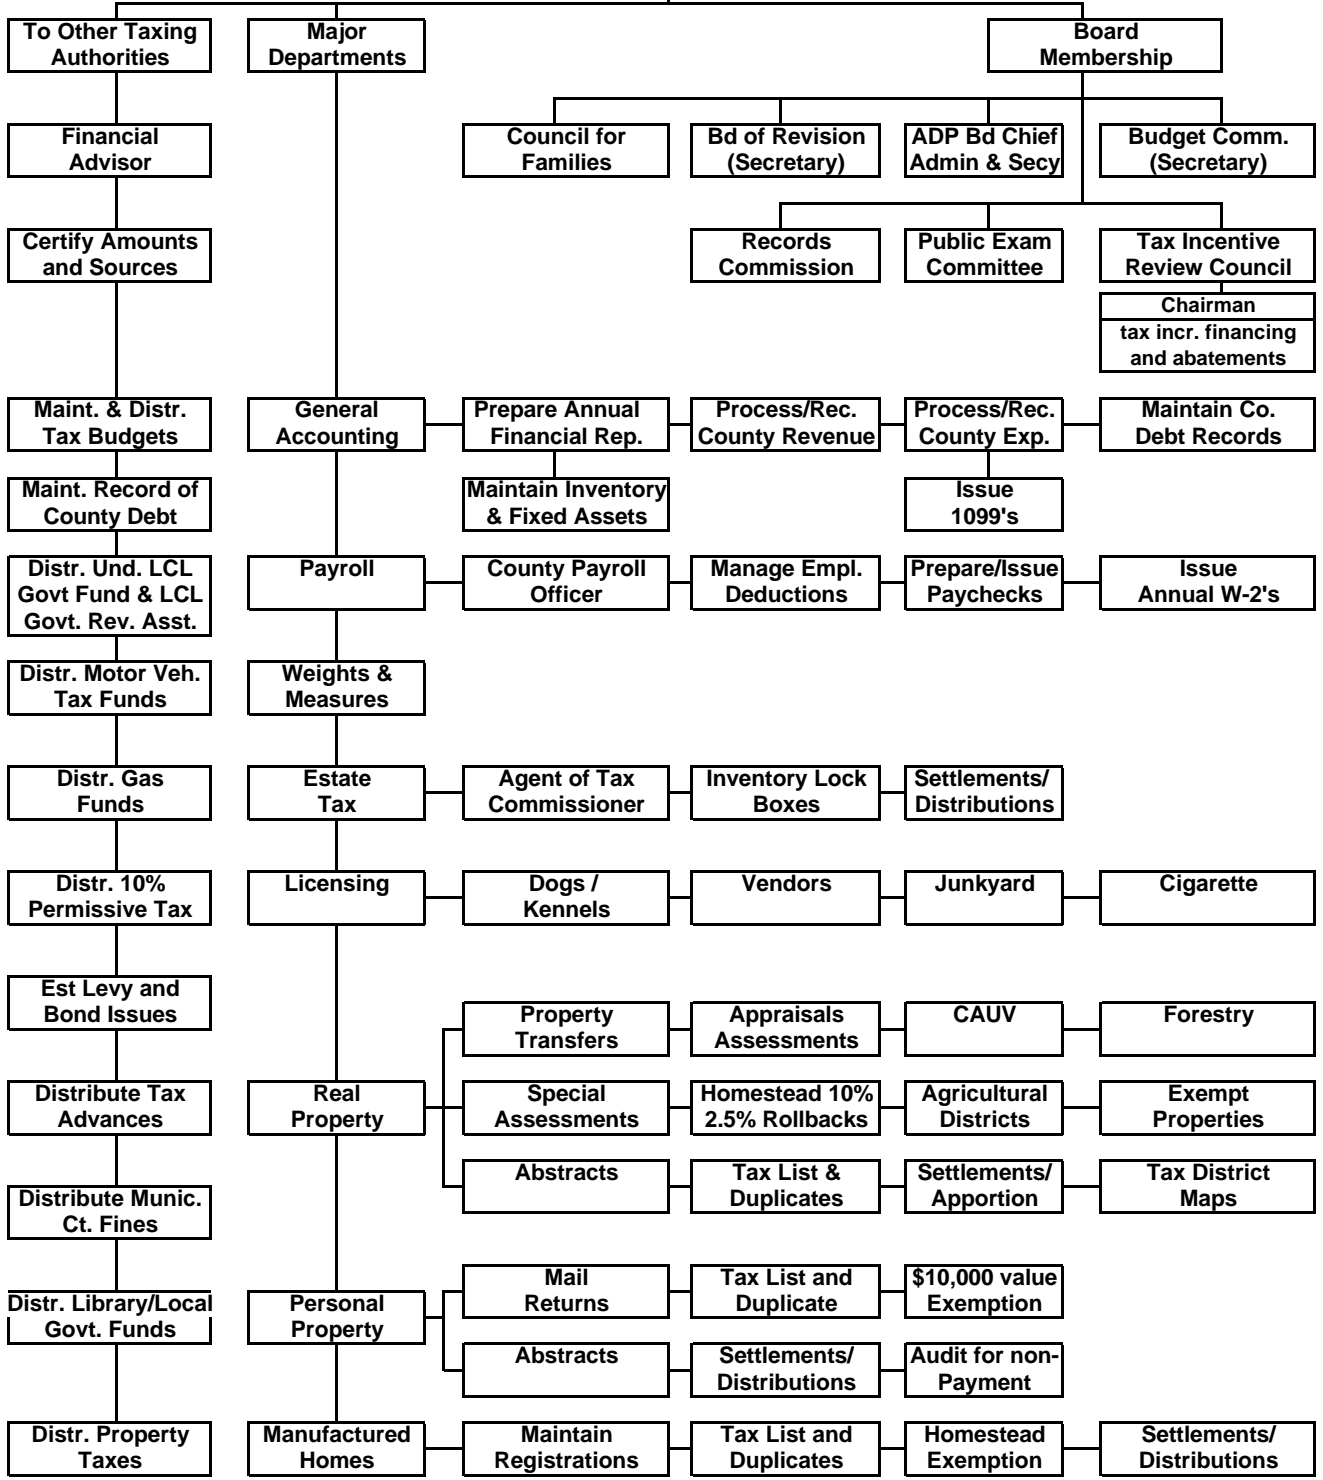 To Other Taxing
Authorities
Major
Departments
Board
Membership
Financial
Advisor
Council for
Families
Bd of Revision
(Secretary)
ADP Bd Chief
Admin & Secy
Budget Comm.
(Secretary)
Certify Amounts
and Sources
Records
Commission
Public Exam
Committee
Tax Incentive
Review Council
Chairman
tax incr. financing
and abatements
Maint. & Distr.
Tax Budgets
General
Accounting
Prepare Annual
Financial Rep.
Process/Rec.
County Revenue
Process/Rec.
County Exp.
Maintain Co.
Debt Records
Maint. Record of
County Debt
Maintain Inventory
& Fixed Assets
Issue
1099's
Distr. Und. LCL
Govt Fund & LCL
Govt. Rev. Asst.
Payroll
County Payroll
Officer
Manage Empl.
Deductions
Prepare/Issue
Paychecks
Issue
Annual W-2's
Distr. Motor Veh.
Tax Funds
Weights &
Measures
Distr. Gas
Funds
Estate
Tax
Agent of Tax
Commissioner
Inventory Lock
Boxes
Settlements/
Distributions
Distr. 10%
Permissive Tax
Licensing
Dogs /
Kennels
Vendors
Junkyard
Cigarette
Est Levy and
Bond Issues
Property
Transfers
Appraisals
Assessments
CAUV
Forestry
Distribute Tax
Advances
Real
Property
Special
Assessments
Homestead 10%
2.5% Rollbacks
Agricultural
Districts
Exempt
Properties
Abstracts
Tax List &
Duplicates
Settlements/
Apportion
Tax District
Maps
Distribute Munic.
Ct. Fines
Distr. Library/Local
Govt. Funds
Personal
Property
Mail
Returns
Tax List and
Duplicate
$10,000 value
Exemption
Abstracts
Settlements/
Distributions
Audit for non-
Payment
Distr. Property
Taxes
Manufactured
Homes
Maintain
Registrations
Tax List and
Duplicates
Homestead
Exemption
Settlements/
Distributions